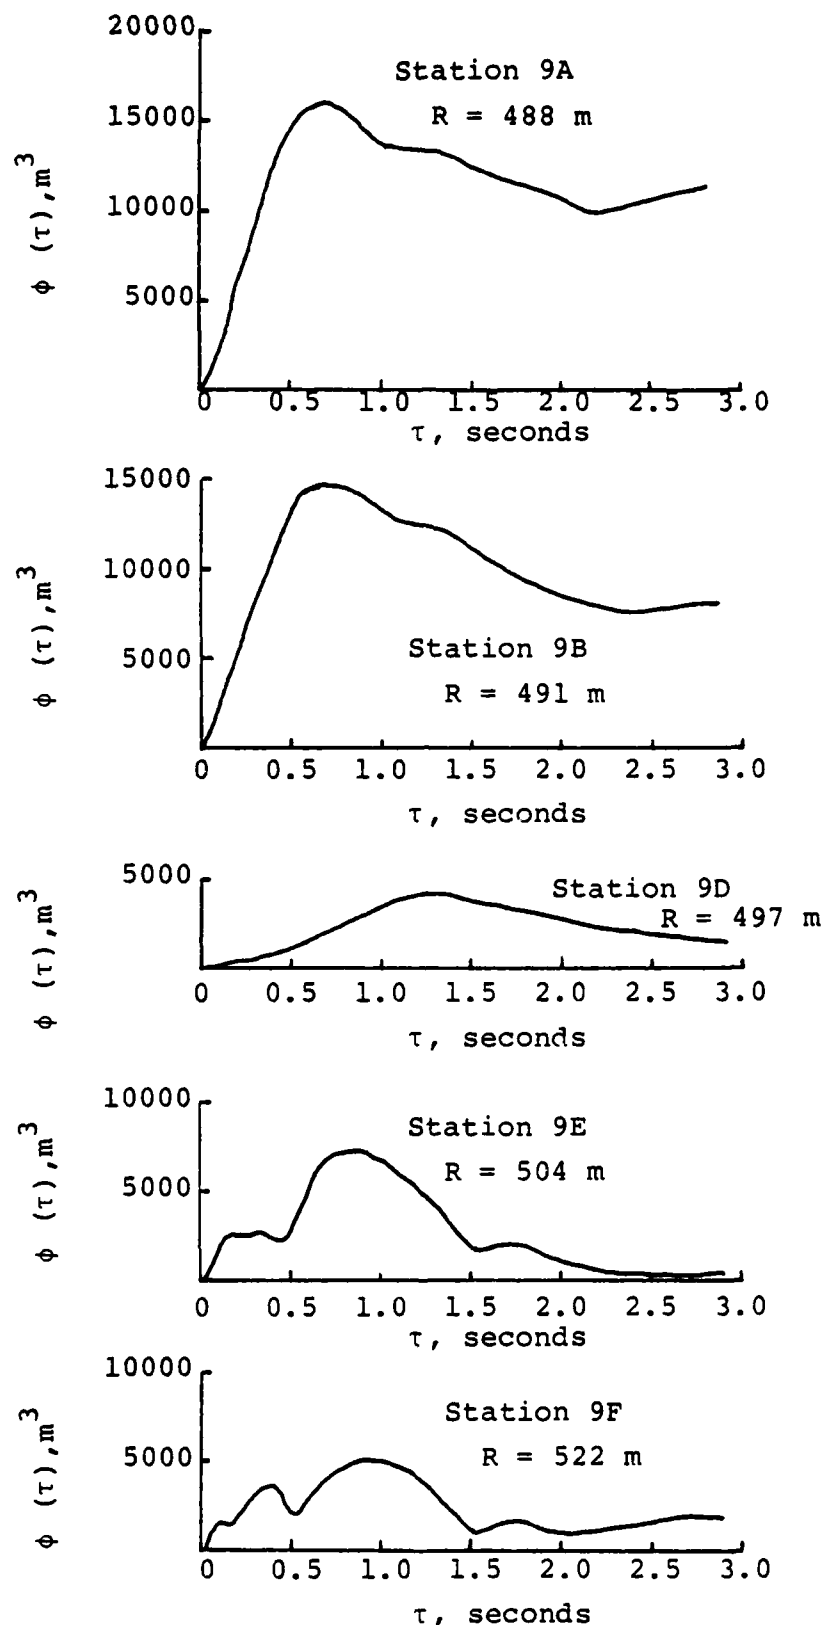 20000
Station 9A
15000
R = 488 m
10000
5000
ϕ (τ),m³
0 0.5 1.0 1.5 2.0 2.5 3.0
τ, seconds
15000
10000
Station 9B
5000
R = 491 m
ϕ (τ),m³
0 0.5 1.0 1.5 2.0 2.5 3.0
τ, seconds
5000
Station 9D
R = 497 m
ϕ (τ),m³
0 0.5 1.0 1.5 2.0 2.5 3.0
τ, seconds
10000
Station 9E
5000
R = 504 m
ϕ (τ),m³
0 0.5 1.0 1.5 2.0 2.5 3.0
τ, seconds
10000
Station 9F
5000
R = 522 m
ϕ (τ),m³
0 0.5 1.0 1.5 2.0 2.5 3.0
τ, seconds